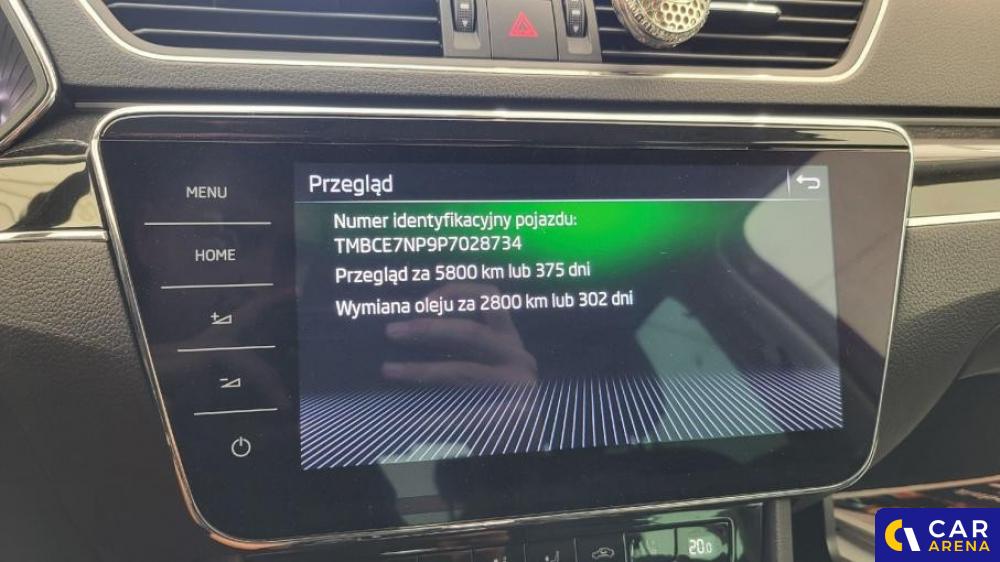 Przegląd
MENU
Numer identyfikacyjny pojazdu:
TMBCE7NP9P7028734
HOME
Przegląd za 5800 km lub 375 dni
Wymiana oleju za 2800 km lub 302 dni
20.0
CAR
ARENA